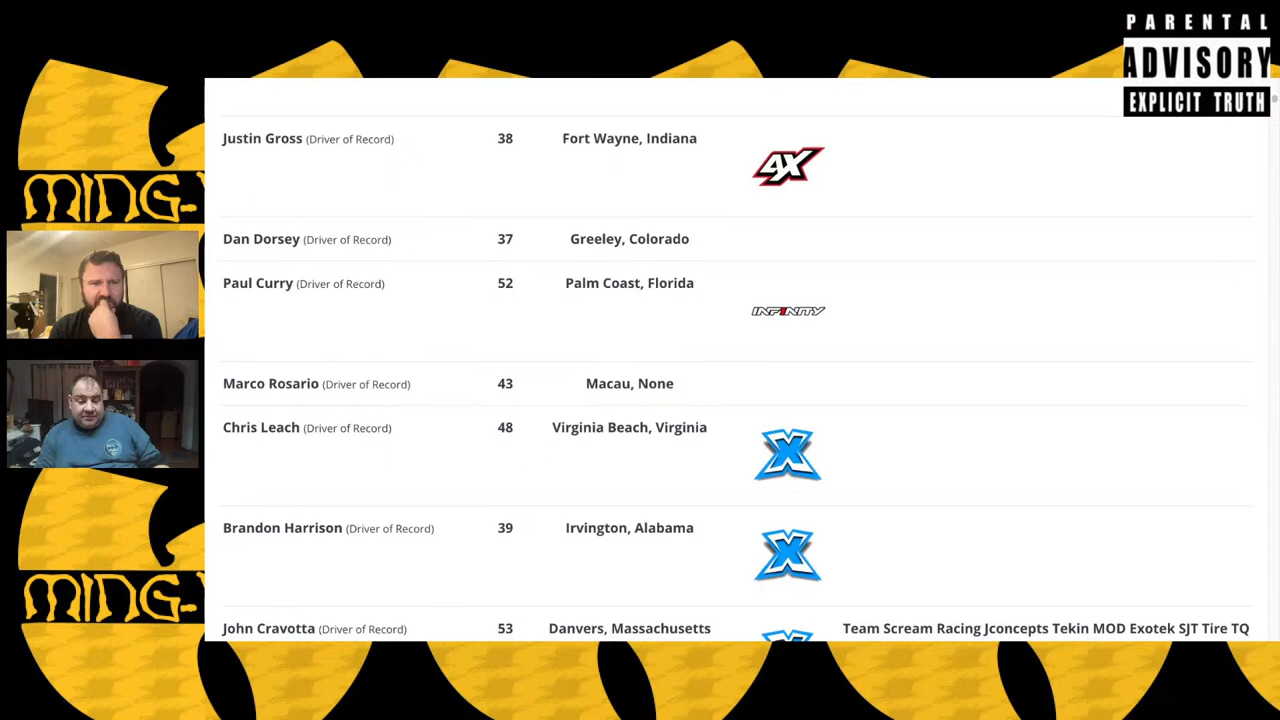 PARENTAL
ADVISORY
EXPLICIT TRUTH
Justin Gross (Driver of Record) 38 Fort Wayne, Indiana
4X
Dan Dorsey (Driver of Record) 37 Greeley, Colorado
Paul Curry (Driver of Record) 52 Palm Coast, Florida
INFINITY
Marco Rosario (Driver of Record) 43 Macau, None
Chris Leach (Driver of Record) 48 Virginia Beach, Virginia
X
Brandon Harrison (Driver of Record) 39 Irvington, Alabama
X
John Cravotta (Driver of Record) 53 Danvers, Massachusetts Team Scream Racing Jconcepts Tekin MOD Exotek SJT Tire TQ
MING-
MING-